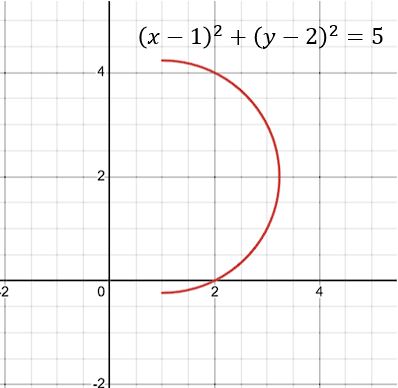 (x − 1)² + (y − 2)² = 5
4
2
-2 0 2 4
-2